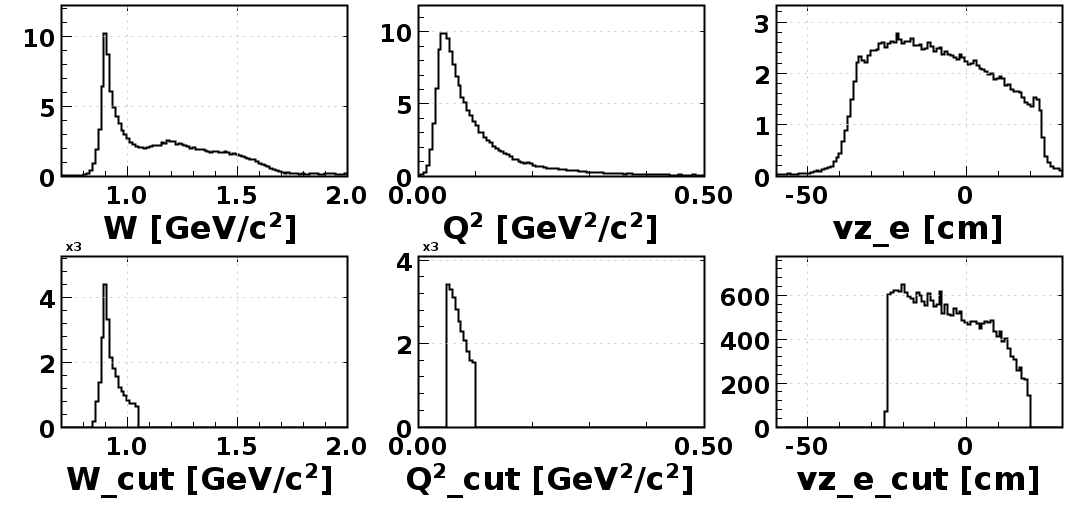 10
5
0
1.0 1.5 2.0
W [GeV/c²]
10
5
0
0.00 0.50
Q² [GeV²/c²]
3
2
1
0
-50 0
vz_e [cm]
x3
4
2
0
1.0 1.5 2.0
W_cut [GeV/c²]
x3
4
2
0
0.00 0.50
Q²_cut [GeV²/c²]
600
400
200
0
-50 0
vz_e_cut [cm]